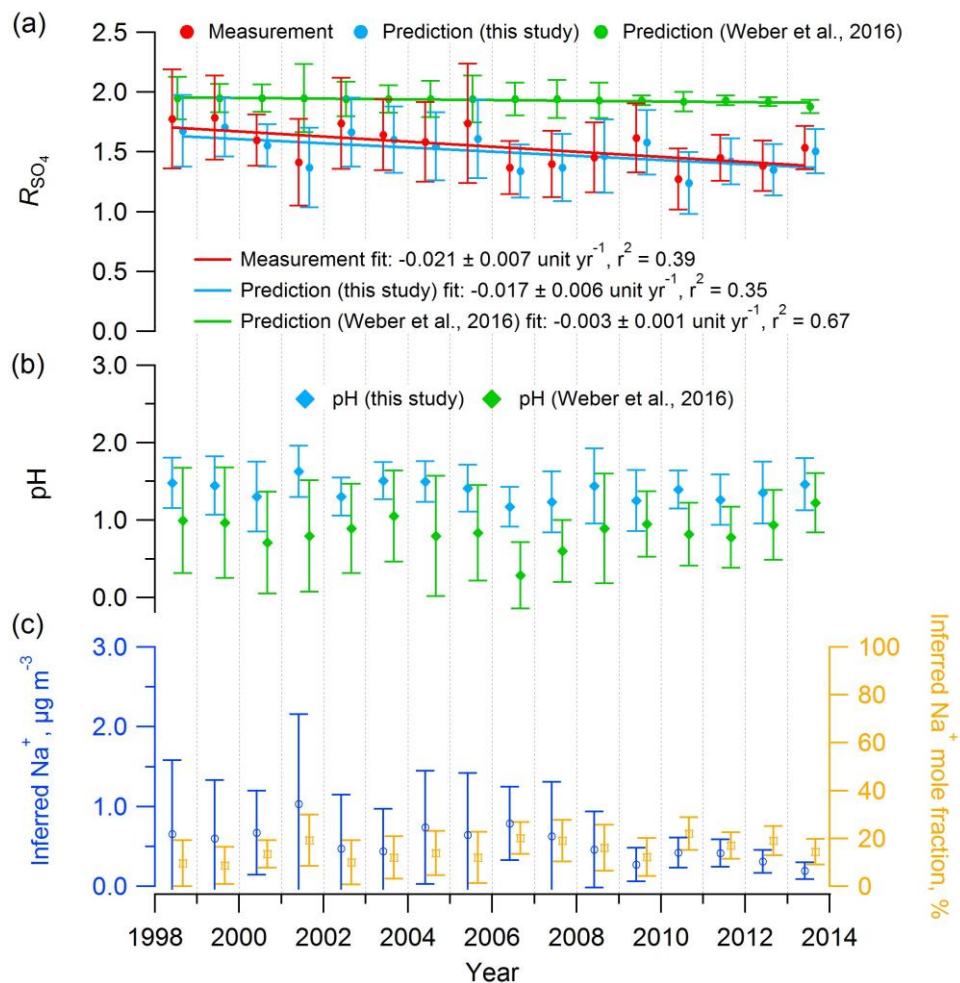 (a)
Measurement Prediction (this study) Prediction (Weber et al., 2016)
2.5
2.0
1.5
1.0
0.5
0.0
R_SO4
Measurement fit: -0.021 ± 0.007 unit yr⁻¹, r² = 0.39
Prediction (this study) fit: -0.017 ± 0.006 unit yr⁻¹, r² = 0.35
Prediction (Weber et al., 2016) fit: -0.003 ± 0.001 unit yr⁻¹, r² = 0.67
(b)
pH (this study) pH (Weber et al., 2016)
3.0
2.0
1.0
0.0
pH
(c)
3.0
2.0
1.0
0.0
Inferred Na⁺, µg m⁻³
100
80
60
40
20
0
Inferred Na⁺ mole fraction, %
1998 2000 2002 2004 2006 2008 2010 2012 2014
Year